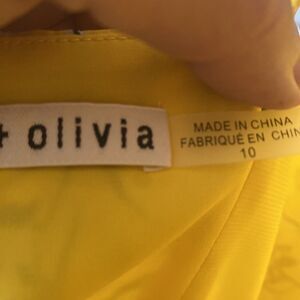 + olivia
MADE IN CHINA
FABRIQUÉ EN CHIN
10